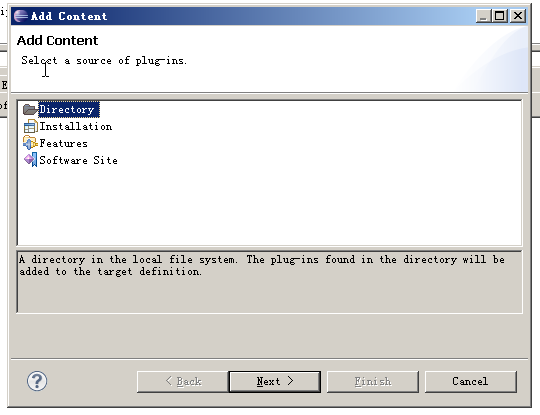 Add Content
Add Content
Select a source of plug-ins.
Directory
Installation
Features
Software Site
A directory in the local file system. The plug-ins found in the directory will be
added to the target definition.
?
< Back
Next >
Finish
Cancel